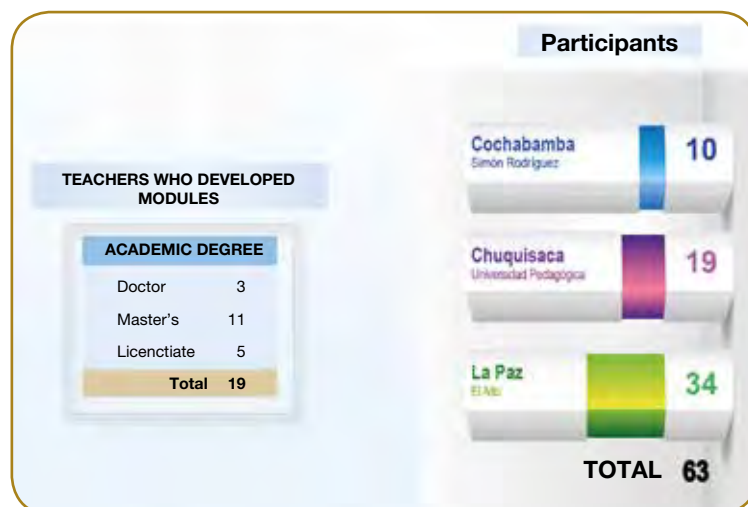 Participants
Cochabamba
Simón Rodríguez
10
TEACHERS WHO DEVELOPED
MODULES
ACADEMIC DEGREE
Doctor 3
Master's 11
Licenctiate 5
Total 19
Chuquisaca
Universidad Pedagógica
19
La Paz
El Alto
34
TOTAL 63